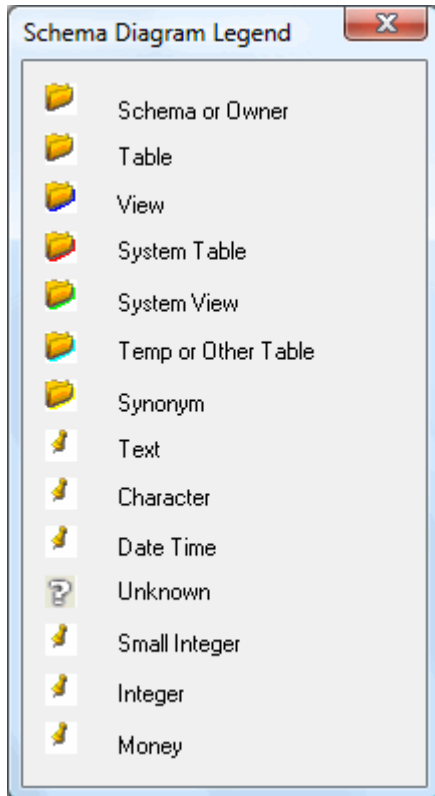 Schema Diagram Legend
Schema or Owner
Table
View
System Table
System View
Temp or Other Table
Synonym
Text
Character
Date Time
Unknown
Small Integer
Integer
Money